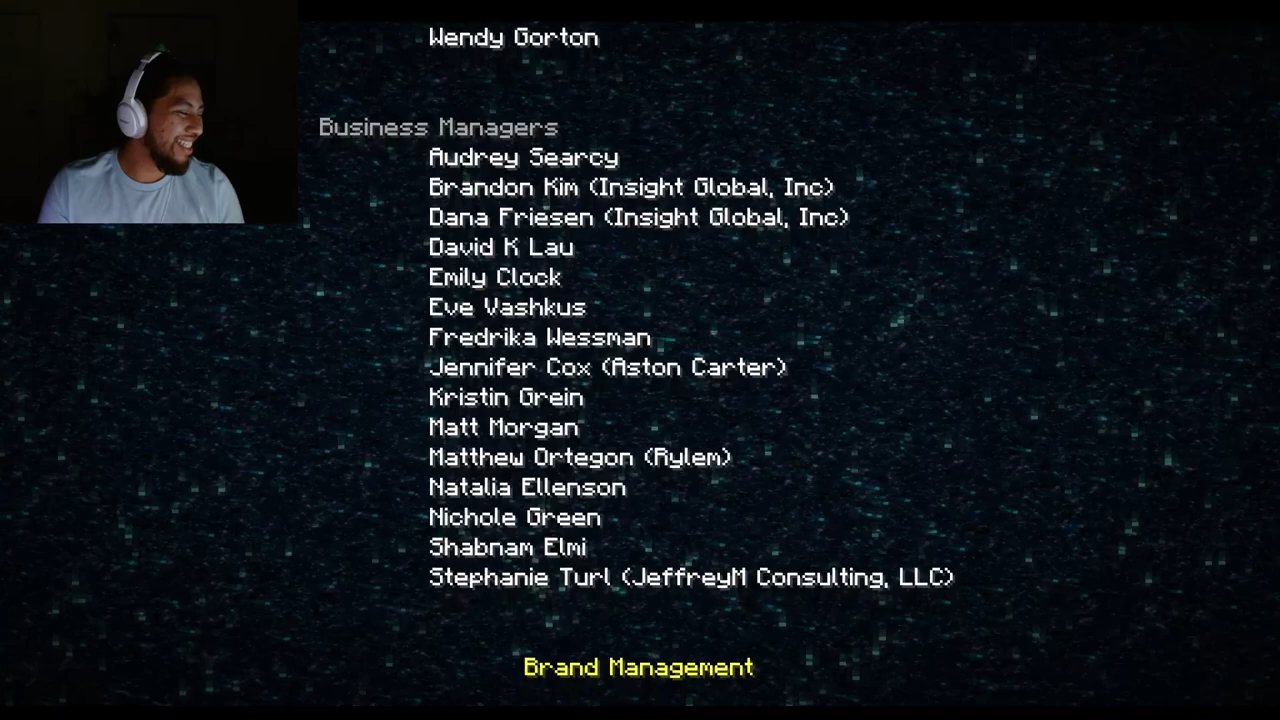 Wendy Gorton
Business Managers
Audrey Searcy
Brandon Kim (Insight Global, Inc)
Dana Friesen (Insight Global, Inc)
David K Lau
Emily Clock
Eve Vashkus
Fredrika Wessman
Jennifer Cox (Aston Carter)
Kristin Grein
Matt Morgan
Matthew Ortegon (Rylem)
Natalia Ellenson
Nichole Green
Shabnam Elmi
Stephanie Turl (JeffreyM Consulting, LLC)
Brand Management